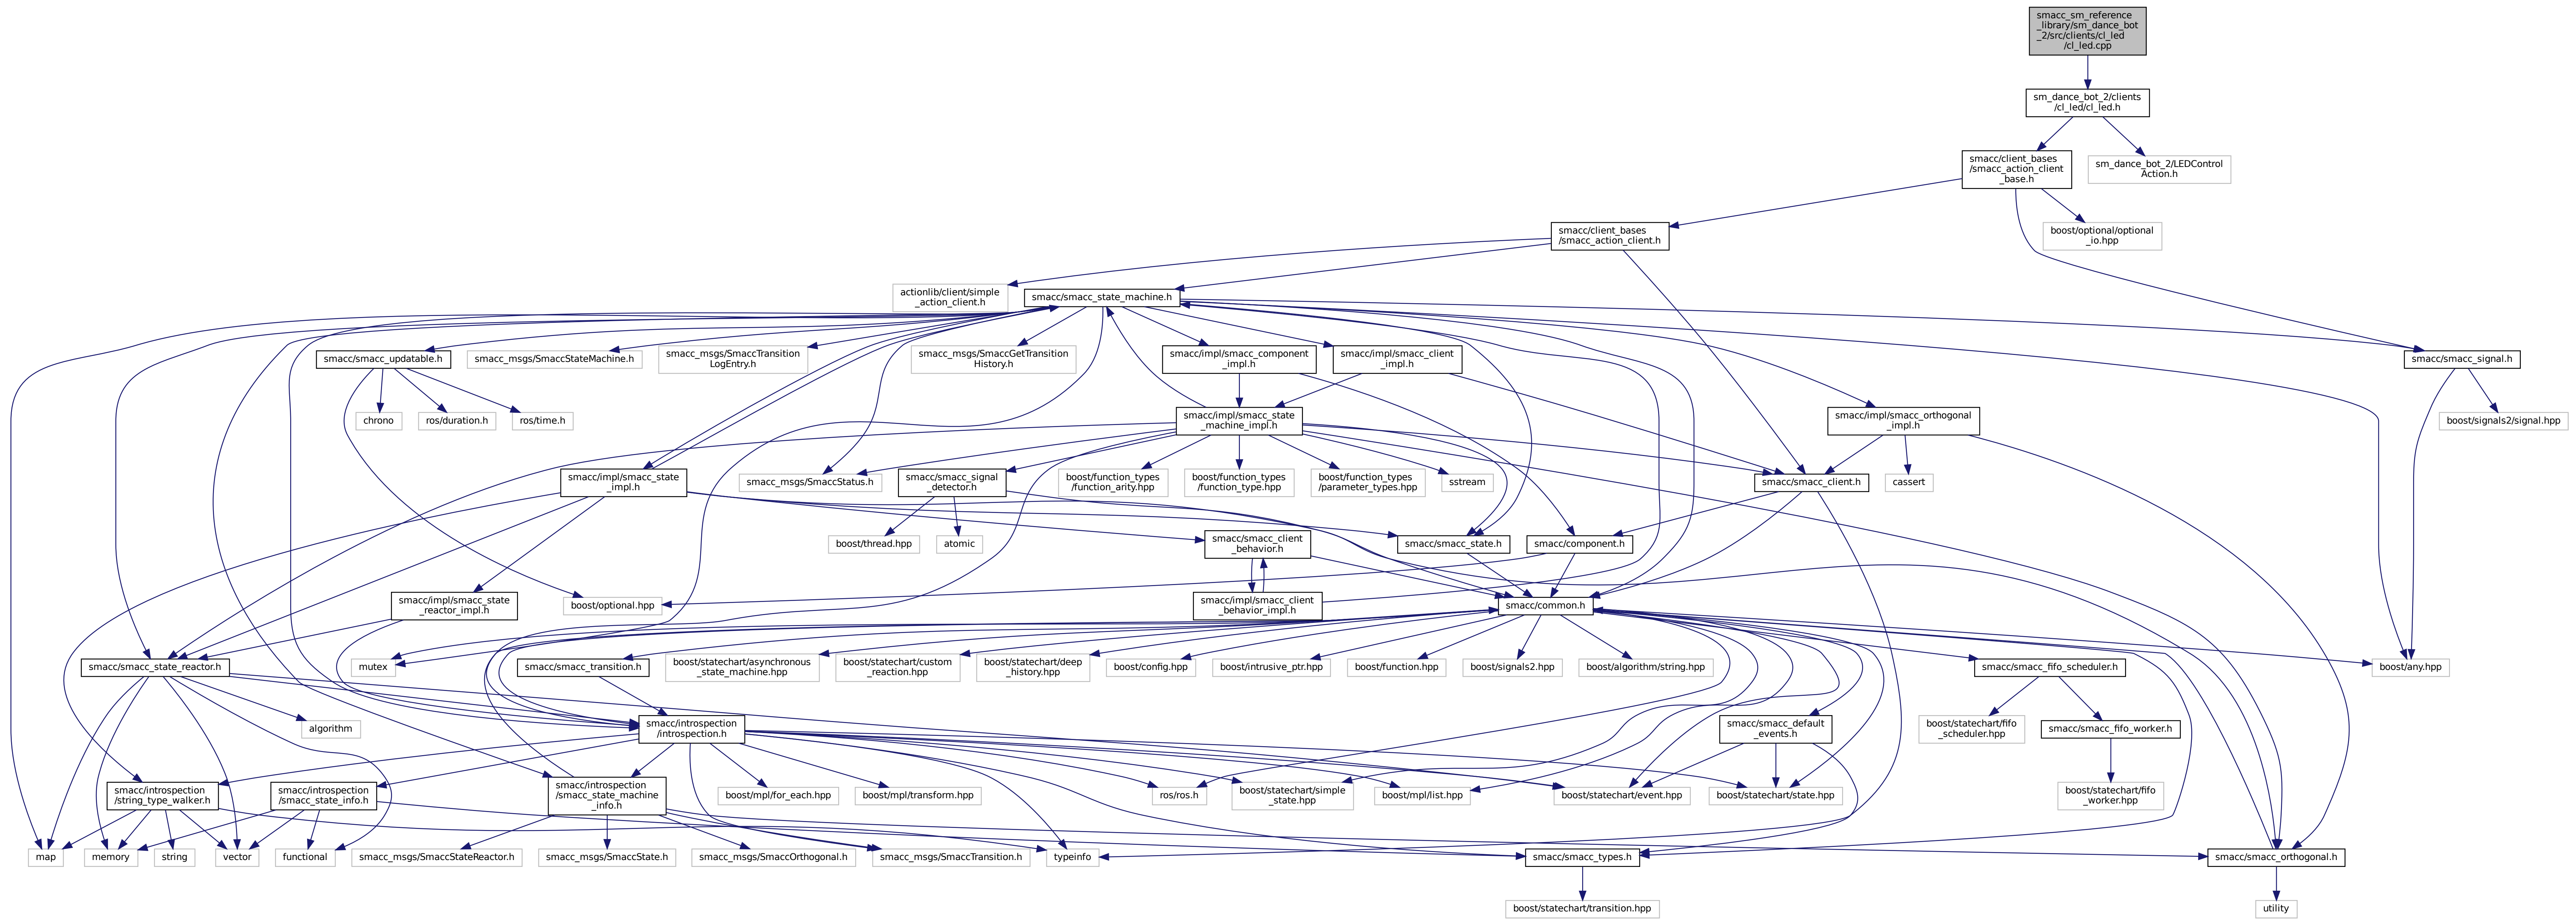 smacc_sm_reference
_library/sm_dance_bot
_2/src/clients/cl_led
/cl_led.cpp
sm_dance_bot_2/clients
/cl_led/cl_led.h
smacc/client_bases
/smacc_action_client
_base.h
sm_dance_bot_2/LEDControl
Action.h
smacc/client_bases
/smacc_action_client.h
boost/optional/optional
_io.hpp
actionlib/client/simple
_action_client.h
smacc/smacc_state_machine.h
smacc/smacc_updatable.h
smacc_msgs/SmaccStateMachine.h
smacc_msgs/SmaccTransition
LogEntry.h
smacc_msgs/SmaccGetTransition
History.h
smacc/impl/smacc_component
_impl.h
smacc/impl/smacc_client
_impl.h
smacc/smacc_signal.h
chrono
ros/duration.h
ros/time.h
smacc/impl/smacc_state
_machine_impl.h
smacc/impl/smacc_orthogonal
_impl.h
boost/signals2/signal.hpp
smacc/impl/smacc_state
_impl.h
smacc_msgs/SmaccStatus.h
smacc/smacc_signal
_detector.h
boost/function_types
/function_arity.hpp
boost/function_types
/function_type.hpp
boost/function_types
/parameter_types.hpp
sstream
smacc/smacc_client.h
cassert
boost/thread.hpp
atomic
smacc/smacc_client
_behavior.h
smacc/smacc_state.h
smacc/component.h
smacc/impl/smacc_state
_reactor_impl.h
boost/optional.hpp
smacc/impl/smacc_client
_behavior_impl.h
smacc/common.h
smacc/smacc_state_reactor.h
mutex
smacc/smacc_transition.h
boost/statechart/asynchronous
_state_machine.hpp
boost/statechart/custom
_reaction.hpp
boost/statechart/deep
_history.hpp
boost/config.hpp
boost/intrusive_ptr.hpp
boost/function.hpp
boost/signals2.hpp
boost/algorithm/string.hpp
smacc/smacc_fifo_scheduler.h
boost/any.hpp
algorithm
smacc/introspection
/introspection.h
smacc/smacc_default
_events.h
boost/statechart/fifo
_scheduler.hpp
smacc/smacc_fifo_worker.h
smacc/introspection
/string_type_walker.h
smacc/introspection
/smacc_state_info.h
smacc/introspection
/smacc_state_machine
_info.h
boost/mpl/for_each.hpp
boost/mpl/transform.hpp
ros/ros.h
boost/statechart/simple
_state.hpp
boost/mpl/list.hpp
boost/statechart/event.hpp
boost/statechart/state.hpp
boost/statechart/fifo
_worker.hpp
map
memory
string
vector
functional
smacc_msgs/SmaccStateReactor.h
smacc_msgs/SmaccState.h
smacc_msgs/SmaccOrthogonal.h
smacc_msgs/SmaccTransition.h
typeinfo
smacc/smacc_types.h
smacc/smacc_orthogonal.h
boost/statechart/transition.hpp
utility